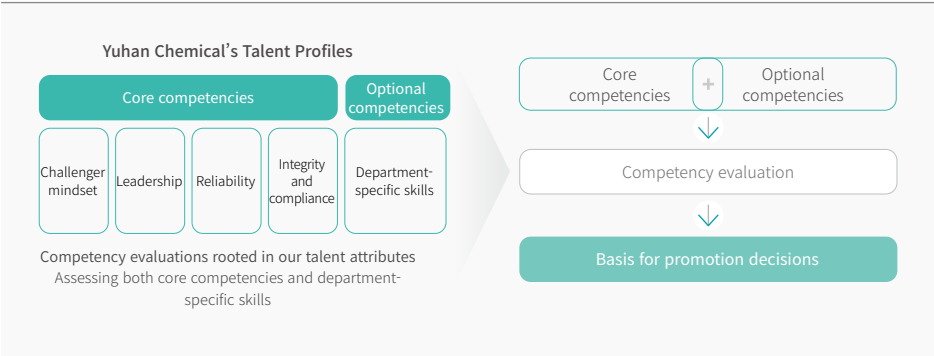 Yuhan Chemical’s Talent Profiles
Core competencies
Optional
competencies
Challenger
mindset
Leadership
Reliability
Integrity
and
compliance
Department-
specific skills
Competency evaluations rooted in our talent attributes
Assessing both core competencies and department-
specific skills
Core
competencies
+
Optional
competencies
Competency evaluation
Basis for promotion decisions